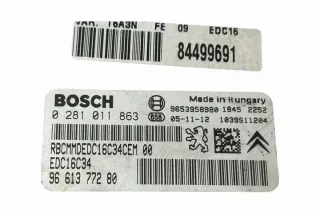 VAR. 16A3N FE 09 EDC16
84499691
BOSCH Made in Hungary
9653958980 1845 2252
0 281 011 863 658 05-11-12 1039S11204
RBCMMDEDC16C34CEM 00
EDC16C34
96 613 772 80